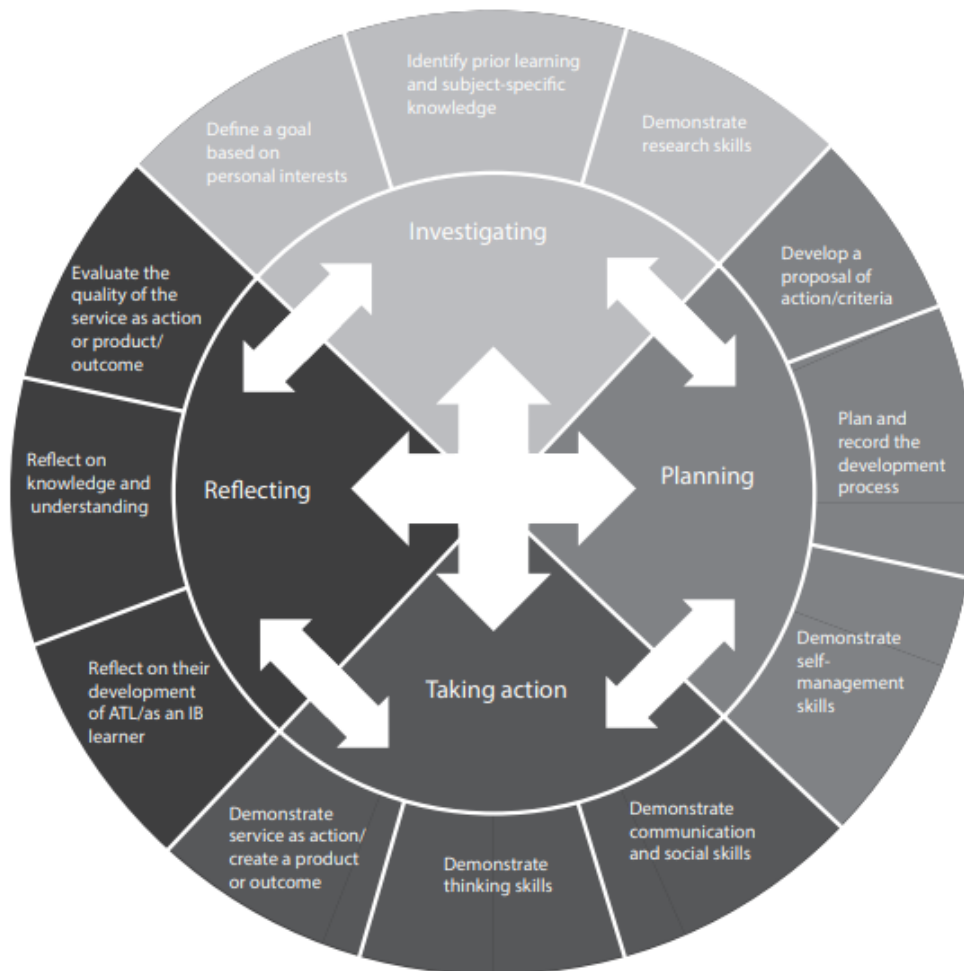 Identify prior learning
and subject-specific
knowledge
Define a goal
based on
personal interests
Demonstrate
research skills
Investigating
Develop a
proposal of
action/criteria
Evaluate the
quality of the
service as action
or product/
outcome
Plan and
record the
development
process
Reflect on
knowledge and
understanding
Reflecting
Planning
Demonstrate
self-
management
skills
Reflect on their
development
of ATL/as an IB
learner
Taking action
Demonstrate
service as action/
create a product
or outcome
Demonstrate
thinking skills
Demonstrate
communication
and social skills